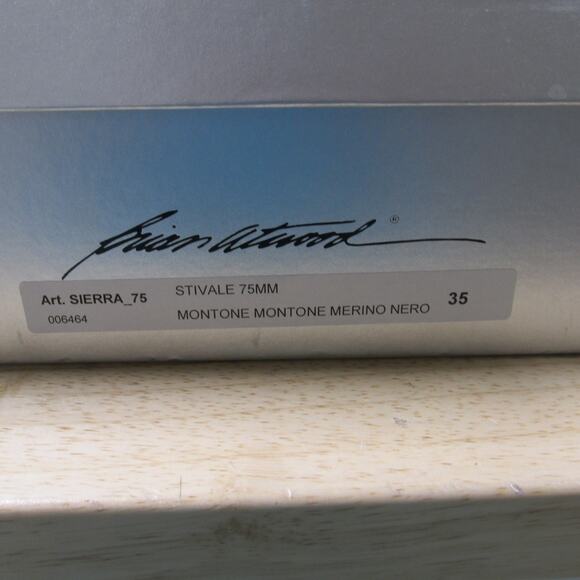 Brian Atwood ®
Art. SIERRA_75 STIVALE 75MM 35
006464 MONTONE MONTONE MERINO NERO